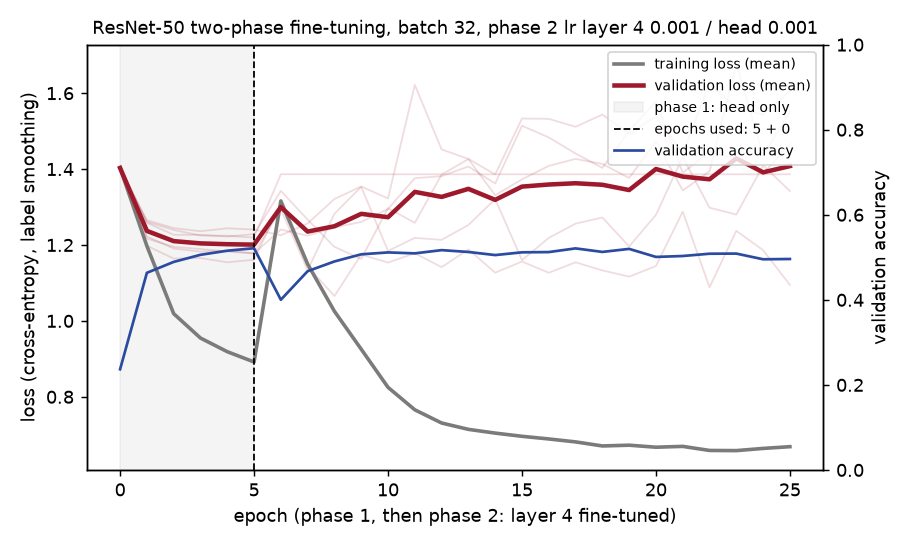 ResNet-50 two-phase fine-tuning, batch 32, phase 2 lr layer 4 0.001 / head 0.001
training loss (mean)
validation loss (mean)
phase 1: head only
epochs used: 5 + 0
validation accuracy
loss (cross-entropy, label smoothing)
1.6
1.4
1.2
1.0
0.8
1.0
0.8
0.6
0.4
0.2
0.0
validation accuracy
0
5
10
15
20
25
epoch (phase 1, then phase 2: layer 4 fine-tuned)